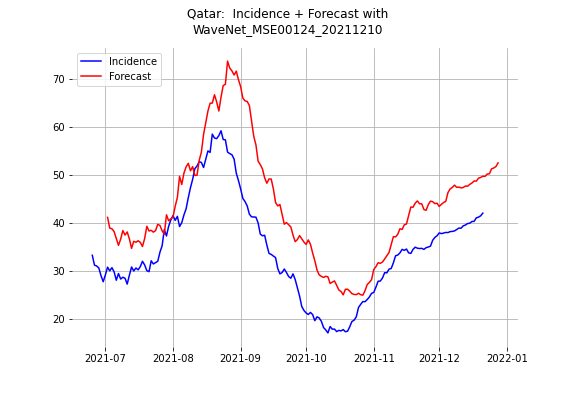 Qatar: Incidence + Forecast with
WaveNet_MSE00124_20211210
Incidence
Forecast
70
60
50
40
30
20
2021-07 2021-08 2021-09 2021-10 2021-11 2021-12 2022-01